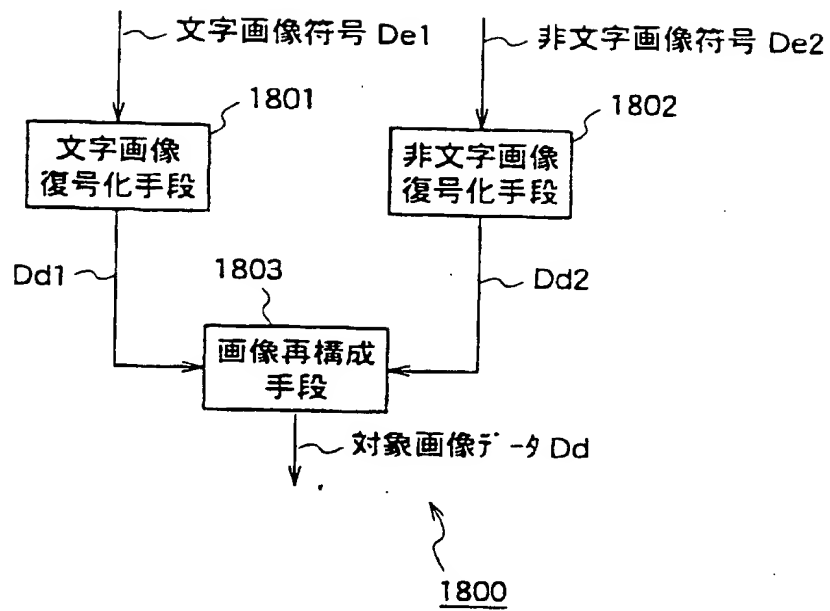 文字画像符号 De1
非文字画像符号 De2
1801
1802
文字画像
復号化手段
非文字画像
復号化手段
Dd1
1803
Dd2
画像再構成
手段
対象画像データ Dd
1800